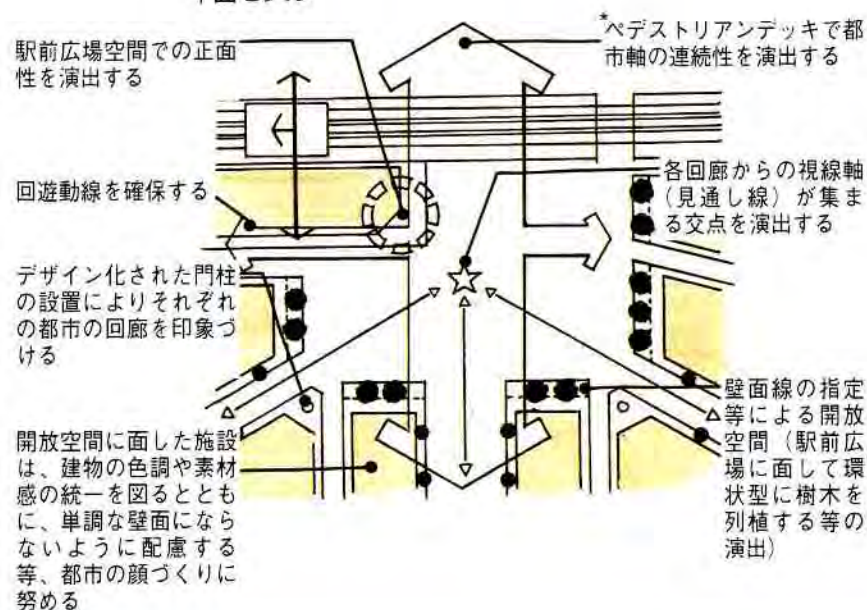 駅前広場空間での正面
性を演出する
回遊動線を確保する
デザイン化された門柱
の設置によりそれぞれ
の都市の回廊を印象づ
ける
開放空間に面した施設
は、建物の色調や素材
感の統一を図るととも
に、単調な壁面になら
ないように配慮する
等、都市の顔づくりに
努める
*ペデストリアンデッキで都
市軸の連続性を演出する
各回廊からの視線軸
(見通し線)が集ま
る交点を演出する
壁面線の指定
等による開放
空間(駅前広
場に面して環
状型に樹木を
列植する等の
演出)